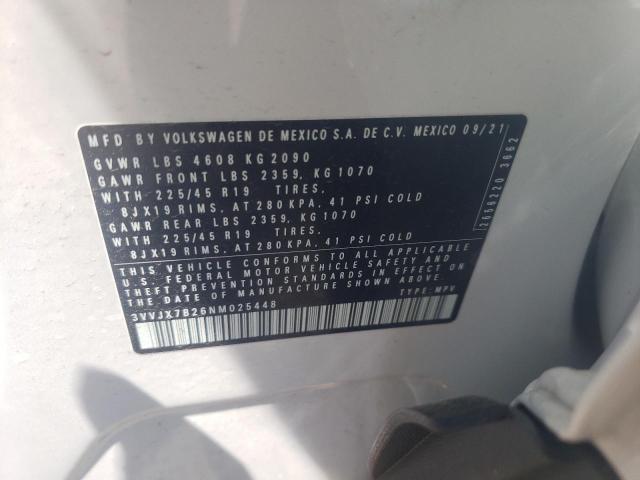 MFD BY VOLKSWAGEN DE MEXICO S.A. DE C.V. MEXICO 09/21
GVWR LBS 4608 KG 2090
GAWR FRONT LBS 2359, KG 1070
WITH 225/45 R19 TIRES,
8JX19 RIMS, AT 280 KPA, 41 PSI COLD
GAWR REAR LBS 2359, KG 1070
WITH 225/45 R19 TIRES,
8JX19 RIMS, AT 280 KPA, 41 PSI COLD
THIS VEHICLE CONFORMS TO ALL APPLICABLE
U.S. FEDERAL MOTOR VEHICLE SAFETY AND
THEFT PREVENTION STANDARDS IN EFFECT ON
THE DATE OF MANUFACTURE SHOWN ABOVE.
3VVJX7B26NM025448 TYPE: MPV
2656220 3662